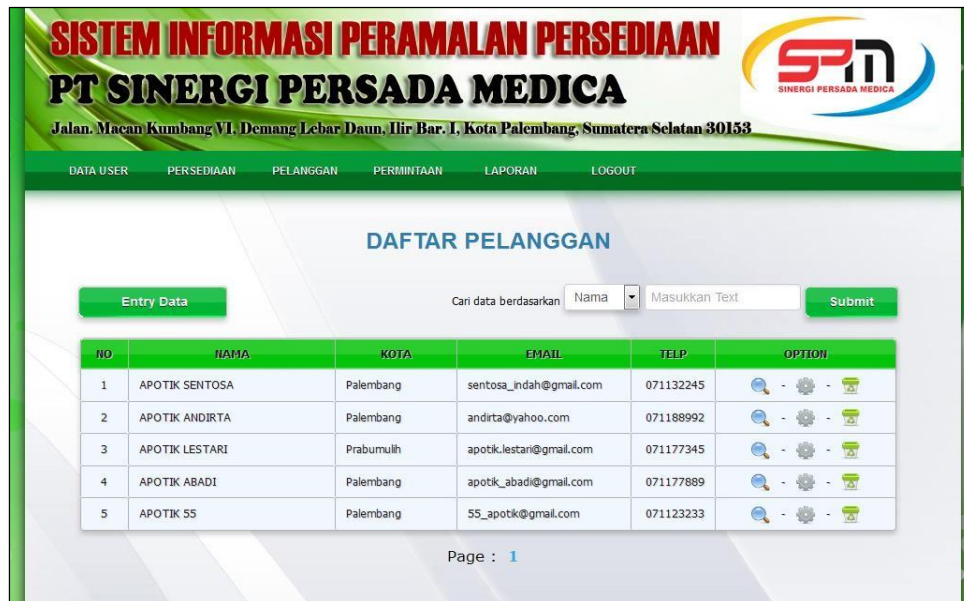 SISTEM INFORMASI PERAMALAN PERSEDIAAN
PT SINERGI PERSADA MEDICA
Jalan. Macan Kumbang VI, Demang Lebar Daun, Ilir Bar. I, Kota Palembang, Sumatera Selatan 30153
SPM
SINERGI PERSADA MEDICA
DATA USER PERSEDIAAN PELANGGAN PERMINTAAN LAPORAN LOGOUT
DAFTAR PELANGGAN
Entry Data Cari data berdasarkan Nama Masukkan Text Submit
NO NAMA KOTA EMAIL TELP OPTION
1 APOTIK SENTOSA Palembang sentosa_indah@gmail.com 071132245 - -
2 APOTIK ANDIRTA Palembang andirta@yahoo.com 071188992 - -
3 APOTIK LESTARI Prabumulih apotik.lestari@gmail.com 071177345 - -
4 APOTIK ABADI Palembang apotik_abadi@gmail.com 071177889 - -
5 APOTIK 55 Palembang 55_apotik@gmail.com 071123233 - -
Page : 1